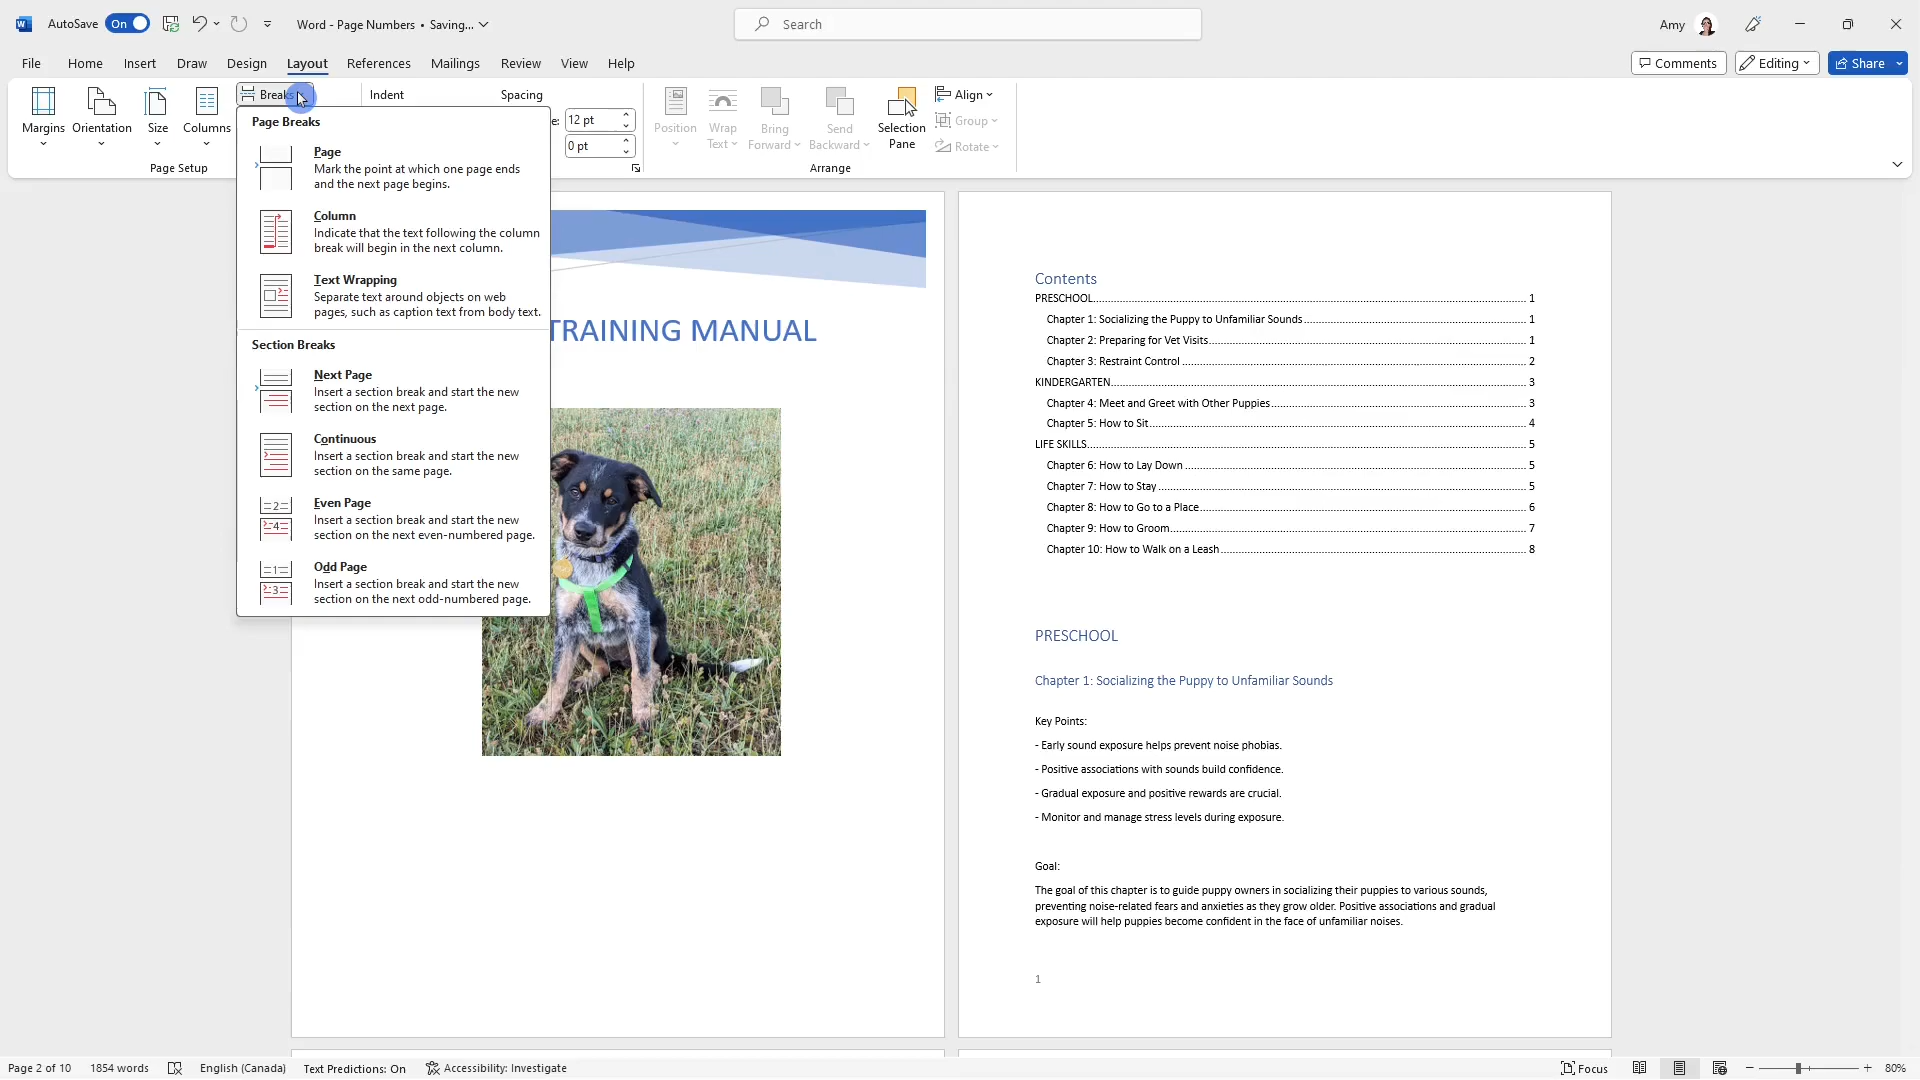 AutoSave On Word - Page Numbers • Saving... Search Amy
File Home Insert Draw Design Layout References Mailings Review View Help Comments Editing Share
Breaks Indent Spacing Align
Margins Orientation Size Columns e: 12 pt Position Wrap Text Bring Forward Send Backward Selection Pane Group
0 pt Rotate
Page Setup Arrange
Page Breaks
Page
Mark the point at which one page ends
and the next page begins.
Column
Indicate that the text following the column
break will begin in the next column.
Text Wrapping
Separate text around objects on web
pages, such as caption text from body text.
Section Breaks
Next Page
Insert a section break and start the new
section on the next page.
Continuous
Insert a section break and start the new
section on the same page.
Even Page
Insert a section break and start the new
section on the next even-numbered page.
Odd Page
Insert a section break and start the new
section on the next odd-numbered page.
TRAINING MANUAL
Contents
PRESCHOOL 1
Chapter 1: Socializing the Puppy to Unfamiliar Sounds 1
Chapter 2: Preparing for Vet Visits 1
Chapter 3: Restraint Control 2
KINDERGARTEN 3
Chapter 4: Meet and Greet with Other Puppies 3
Chapter 5: How to Sit 4
LIFE SKILLS 5
Chapter 6: How to Lay Down 5
Chapter 7: How to Stay 5
Chapter 8: How to Go to a Place 6
Chapter 9: How to Groom 7
Chapter 10: How to Walk on a Leash 8
PRESCHOOL
Chapter 1: Socializing the Puppy to Unfamiliar Sounds
Key Points:
- Early sound exposure helps prevent noise phobias.
- Positive associations with sounds build confidence.
- Gradual exposure and positive rewards are crucial.
- Monitor and manage stress levels during exposure.
Goal:
The goal of this chapter is to guide puppy owners in socializing their puppies to various sounds,
preventing noise-related fears and anxieties as they grow older. Positive associations and gradual
exposure will help puppies become confident in the face of unfamiliar noises.
1
Page 2 of 10 1854 words English (Canada) Text Predictions: On Accessibility: Investigate Focus 80%